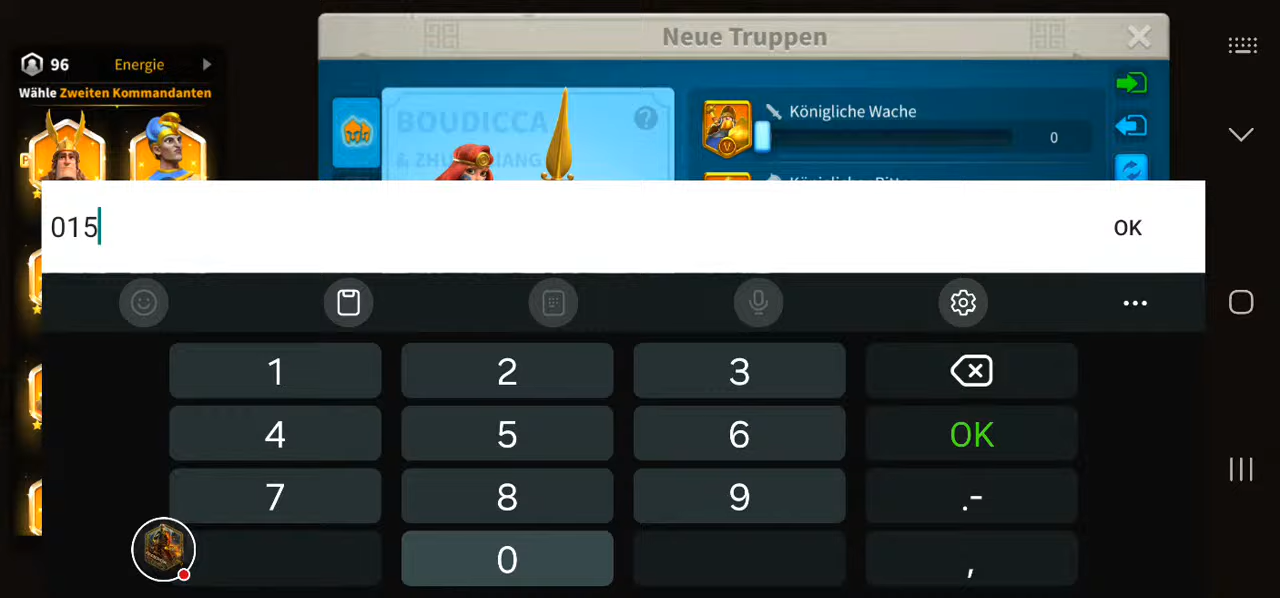 Neue Truppen
96 Energie
Wähle Zweiten Kommandanten
BOUDICCA
?
Königliche Wache
V
0
015
OK
1 2 3
4 5 6 OK
7 8 9 .-
0 ,